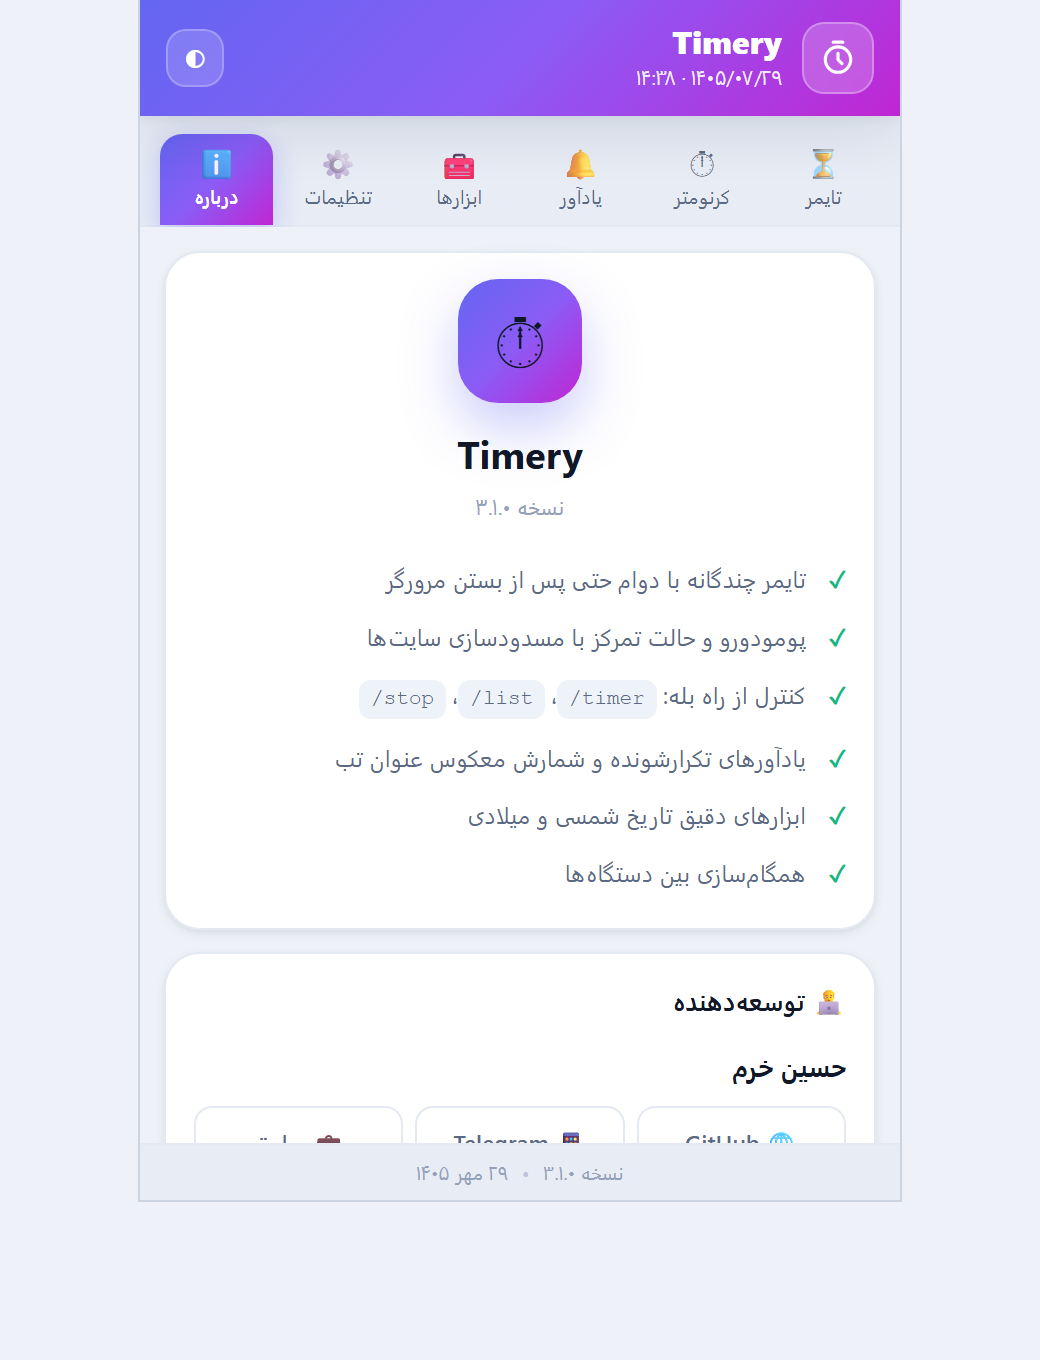 Timery
۱۴۰۵/۰۷/۲۹ · ۱۴:۳۸
تایمر
کرنومتر
یادآور
ابزارها
تنظیمات
درباره
Timery
نسخه ۳.۱.۰
✓ تایمر چندگانه با دوام حتی پس از بستن مرورگر
✓ پومودورو و حالت تمرکز با مسدودسازی سایت‌ها
✓ کنترل از راه بله: /timer، /list، /stop
✓ یادآورهای تکرارشونده و شمارش معکوس عنوان تب
✓ ابزارهای دقیق تاریخ شمسی و میلادی
✓ همگام‌سازی بین دستگاه‌ها
توسعه‌دهنده
حسین خرم
GitHub
Telegram
نسخه ۳.۱.۰ • ۲۹ مهر ۱۴۰۵